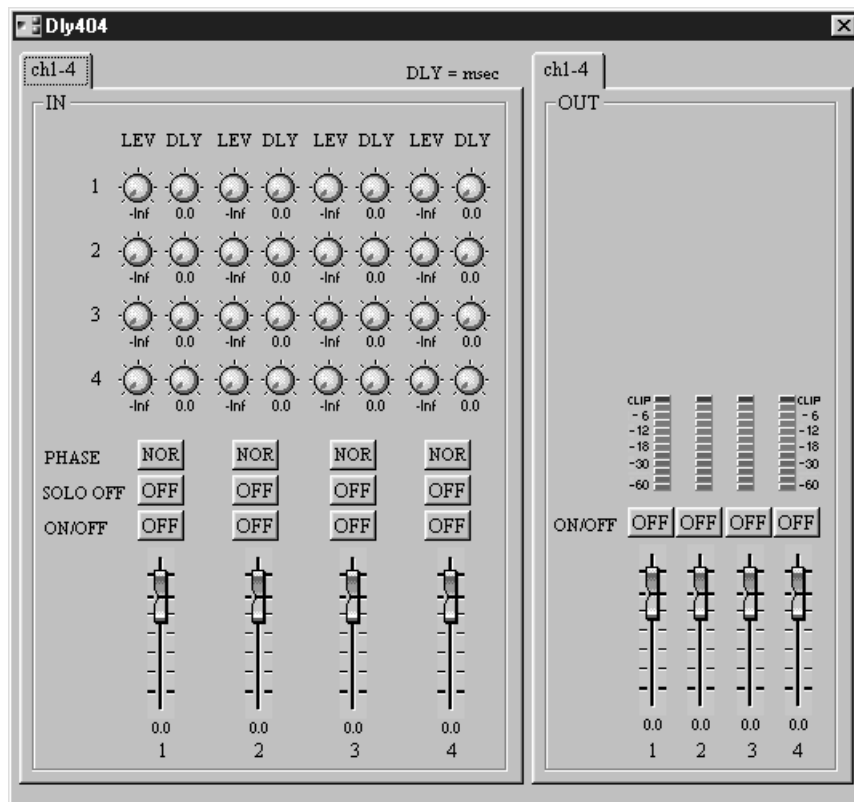 Dly404
ch1-4
DLY = msec
IN
LEV DLY LEV DLY LEV DLY LEV DLY
1
-Inf 0.0 -Inf 0.0 -Inf 0.0 -Inf 0.0
2
-Inf 0.0 -Inf 0.0 -Inf 0.0 -Inf 0.0
3
-Inf 0.0 -Inf 0.0 -Inf 0.0 -Inf 0.0
4
-Inf 0.0 -Inf 0.0 -Inf 0.0 -Inf 0.0
PHASE NOR NOR NOR NOR
SOLO OFF OFF OFF OFF OFF
ON/OFF OFF OFF OFF OFF
0.0 0.0 0.0 0.0
1 2 3 4
ch1-4
OUT
CLIP CLIP
-6 -6
-12 -12
-18 -18
-30 -30
-60 -60
ON/OFF OFF OFF OFF OFF
0.0 0.0 0.0 0.0
1 2 3 4